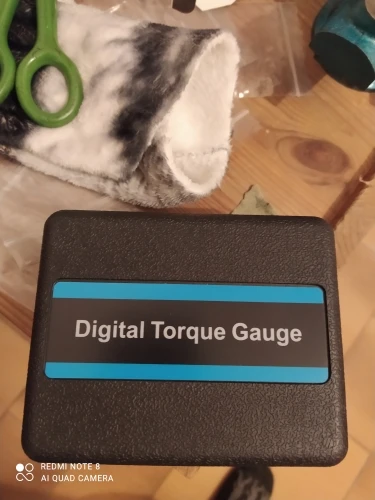 Digital Torque Gauge
REDMI NOTE 8
AI QUAD CAMERA